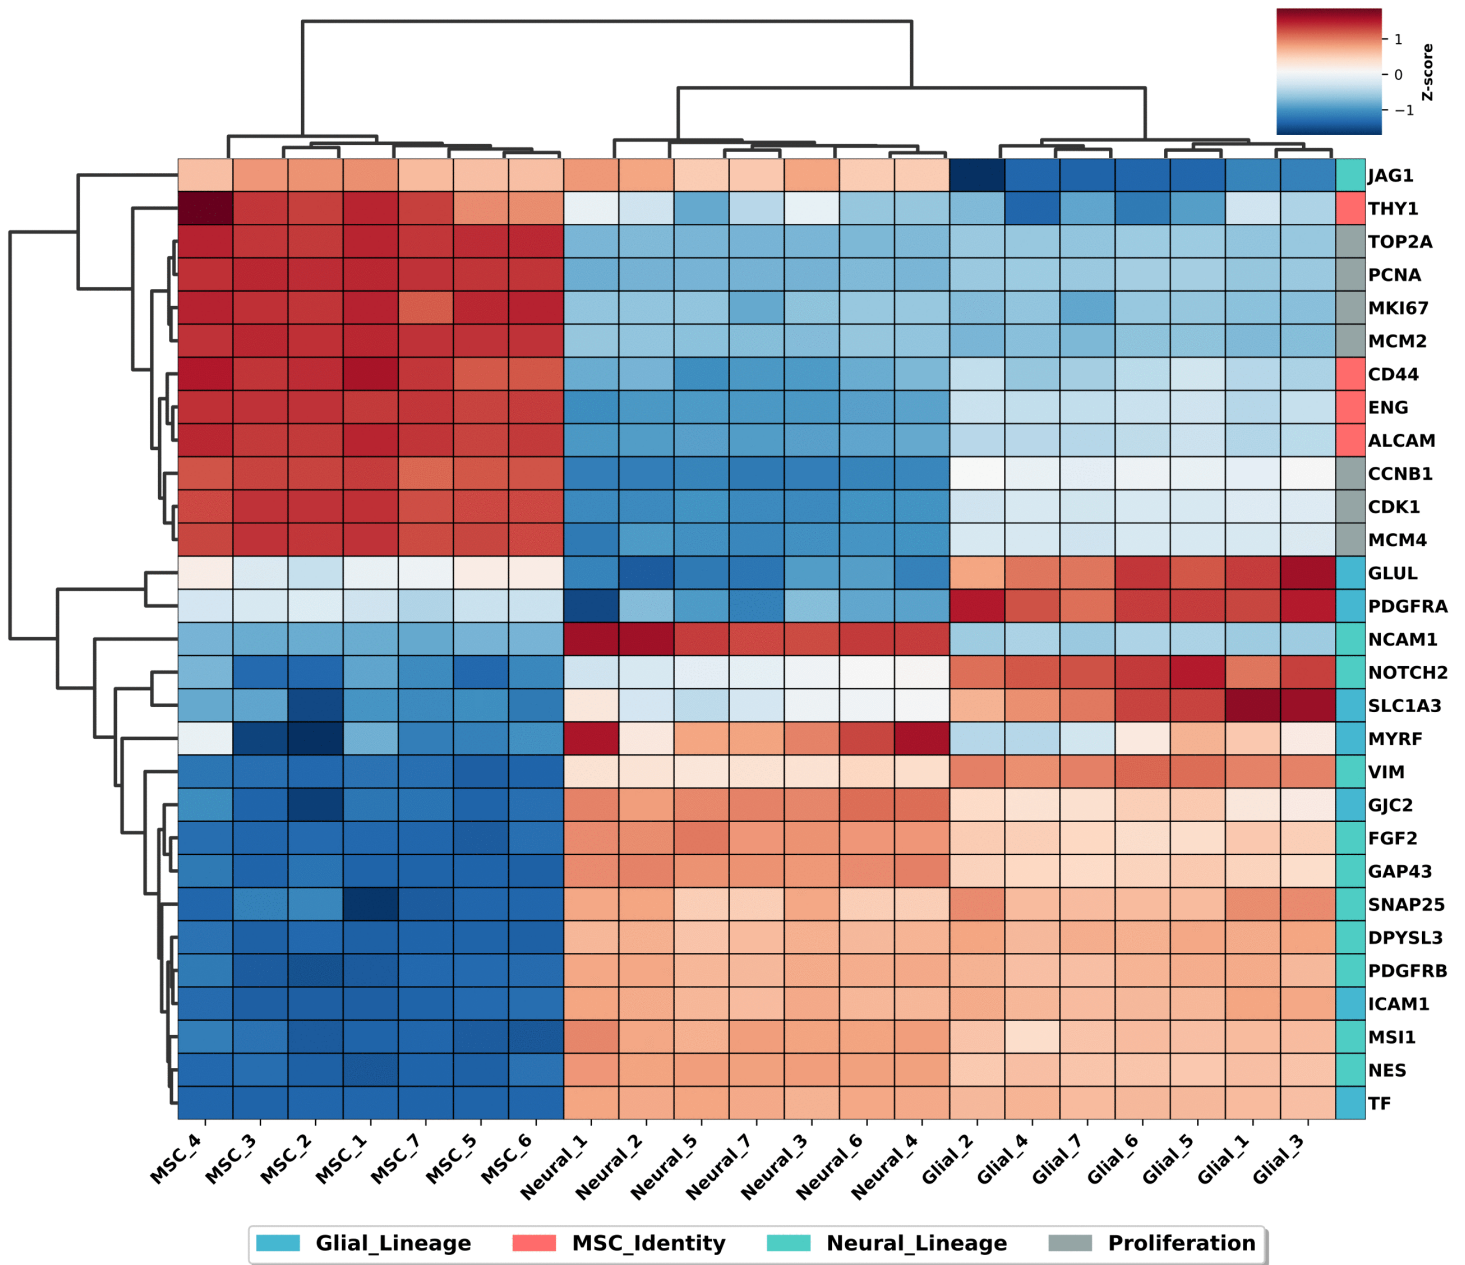 1
0
−1
Z-score
JAG1
THY1
TOP2A
PCNA
MKI67
MCM2
CD44
ENG
ALCAM
CCNB1
CDK1
MCM4
GLUL
PDGFRA
NCAM1
NOTCH2
SLC1A3
MYRF
VIM
GJC2
FGF2
GAP43
SNAP25
DPYSL3
PDGFRB
ICAM1
MSI1
NES
TF
MSC_4
MSC_3
MSC_2
MSC_1
MSC_7
MSC_5
MSC_6
Neural_1
Neural_2
Neural_5
Neural_7
Neural_3
Neural_6
Neural_4
Glial_2
Glial_4
Glial_7
Glial_6
Glial_5
Glial_1
Glial_3
Glial_Lineage MSC_Identity Neural_Lineage Proliferation